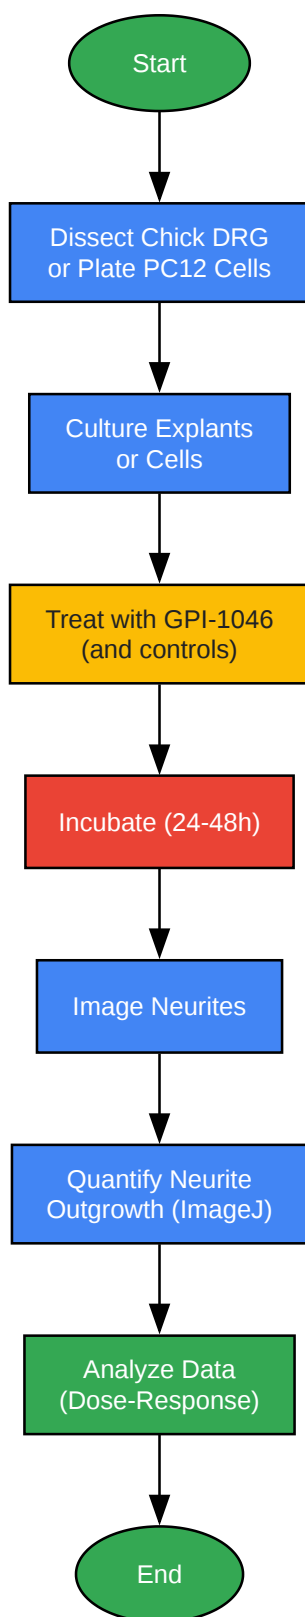 Start
Dissect Chick DRG
or Plate PC12 Cells
Culture Explants
or Cells
Treat with GPI-1046
(and controls)
Incubate (24-48h)
Image Neurites
Quantify Neurite
Outgrowth (ImageJ)
Analyze Data
(Dose-Response)
End